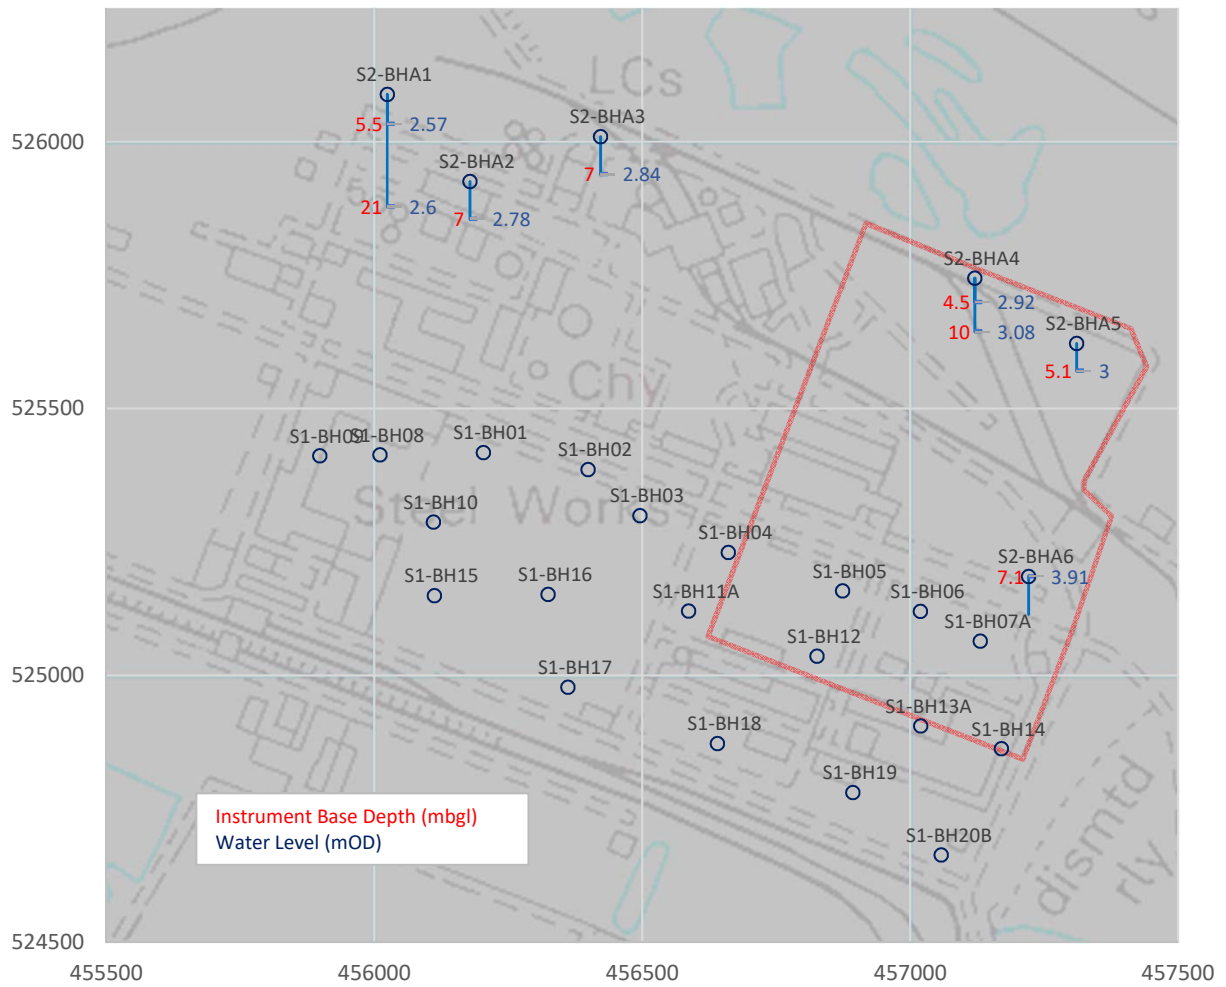 LCs
S2-BHA1
5.5 2.57
21 2.6
S2-BHA2
7 2.78
S2-BHA3
7 2.84
S2-BHA4
4.5 2.92
10 3.08
S2-BHA5
5.1 3
Chy
S1-BH09
S1-BH08
S1-BH01
S1-BH02
S1-BH10
S1-BH03
Steel Works
S1-BH04
S1-BH15
S1-BH16
S1-BH11A
S1-BH05
S1-BH06
S2-BHA6
7.1 3.91
S1-BH07A
S1-BH12
S1-BH17
S1-BH18
S1-BH13A
S1-BH14
S1-BH19
S1-BH20B
dismtd
rly
Instrument Base Depth (mbgl)
Water Level (mOD)
526000
525500
525000
524500
455500 456000 456500 457000 457500